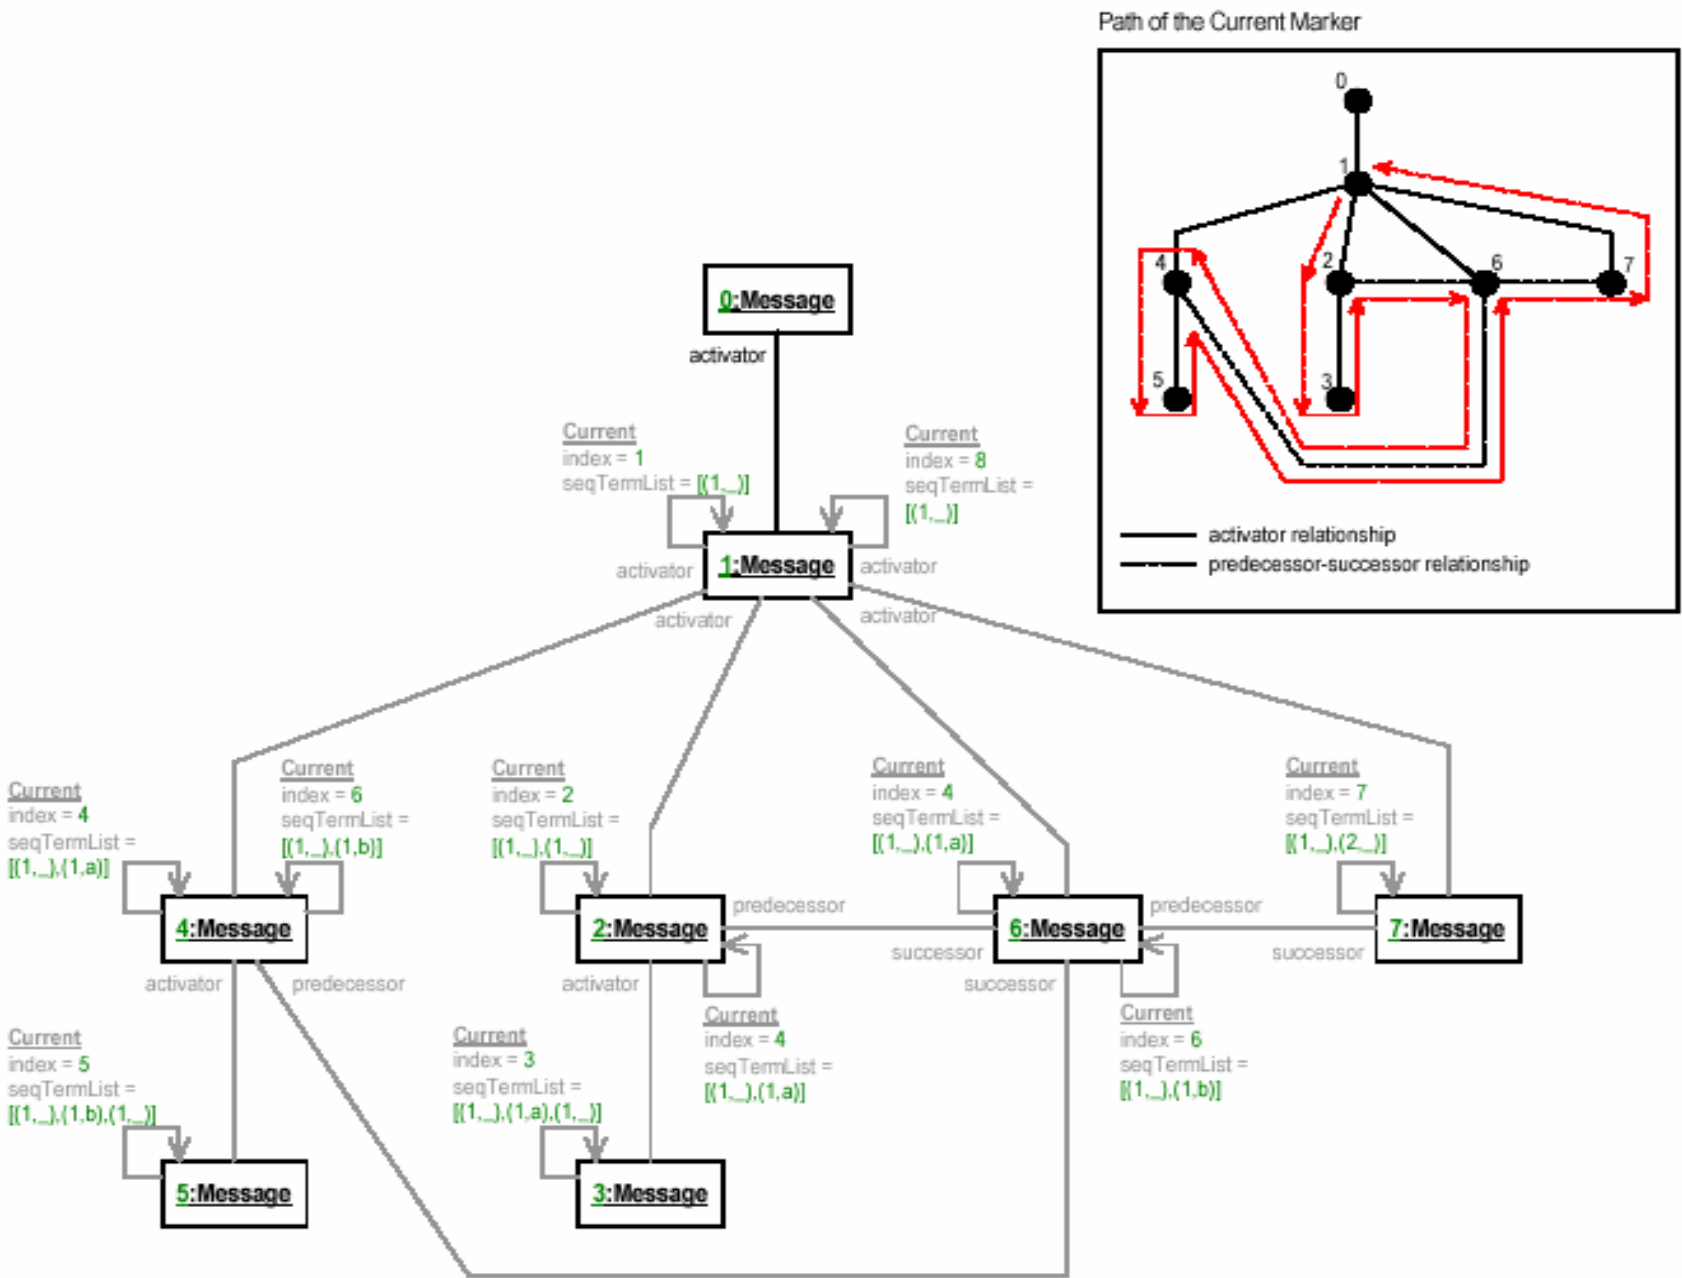 Path of the Current Marker
0
1
4
2
6
7
5
3
activator relationship
predecessor-successor relationship
0:Message
activator
Current
index = 1
seqTermList = [(1,_)]
Current
index = 8
seqTermList =
[(1,_)]
activator
1:Message
activator
activator
activator
Current
index = 4
seqTermList =
[(1,_),(1,a)]
Current
index = 6
seqTermList =
[(1,_),(1,b)]
Current
index = 2
seqTermList =
[(1,_),(1,_)]
Current
index = 4
seqTermList =
[(1,_),(1,a)]
Current
index = 7
seqTermList =
[(1,_),(2,_)]
4:Message
2:Message
predecessor
successor
6:Message
predecessor
successor
7:Message
activator
predecessor
activator
successor
Current
index = 5
seqTermList =
[(1,_),(1,b),(1,_)]
Current
index = 3
seqTermList =
[(1,_),(1,a),(1,_)]
Current
index = 4
seqTermList =
[(1,_),(1,a)]
Current
index = 6
seqTermList =
[(1,_),(1,b)]
5:Message
3:Message